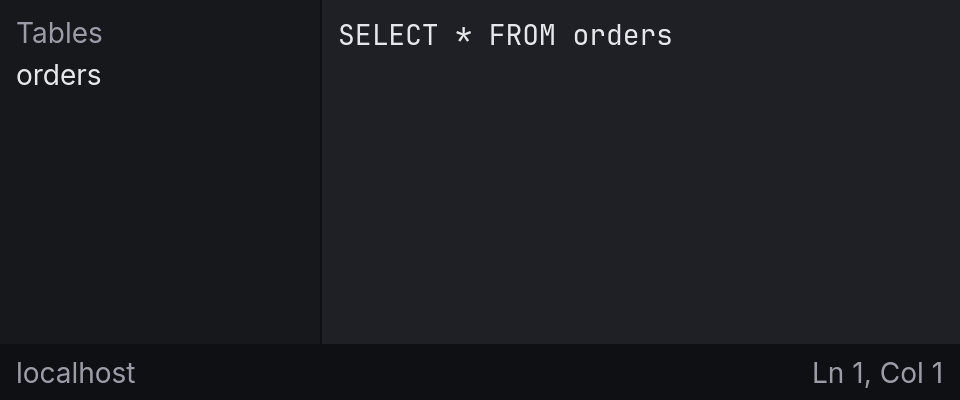 Tables
orders
SELECT * FROM orders
localhost
Ln 1, Col 1